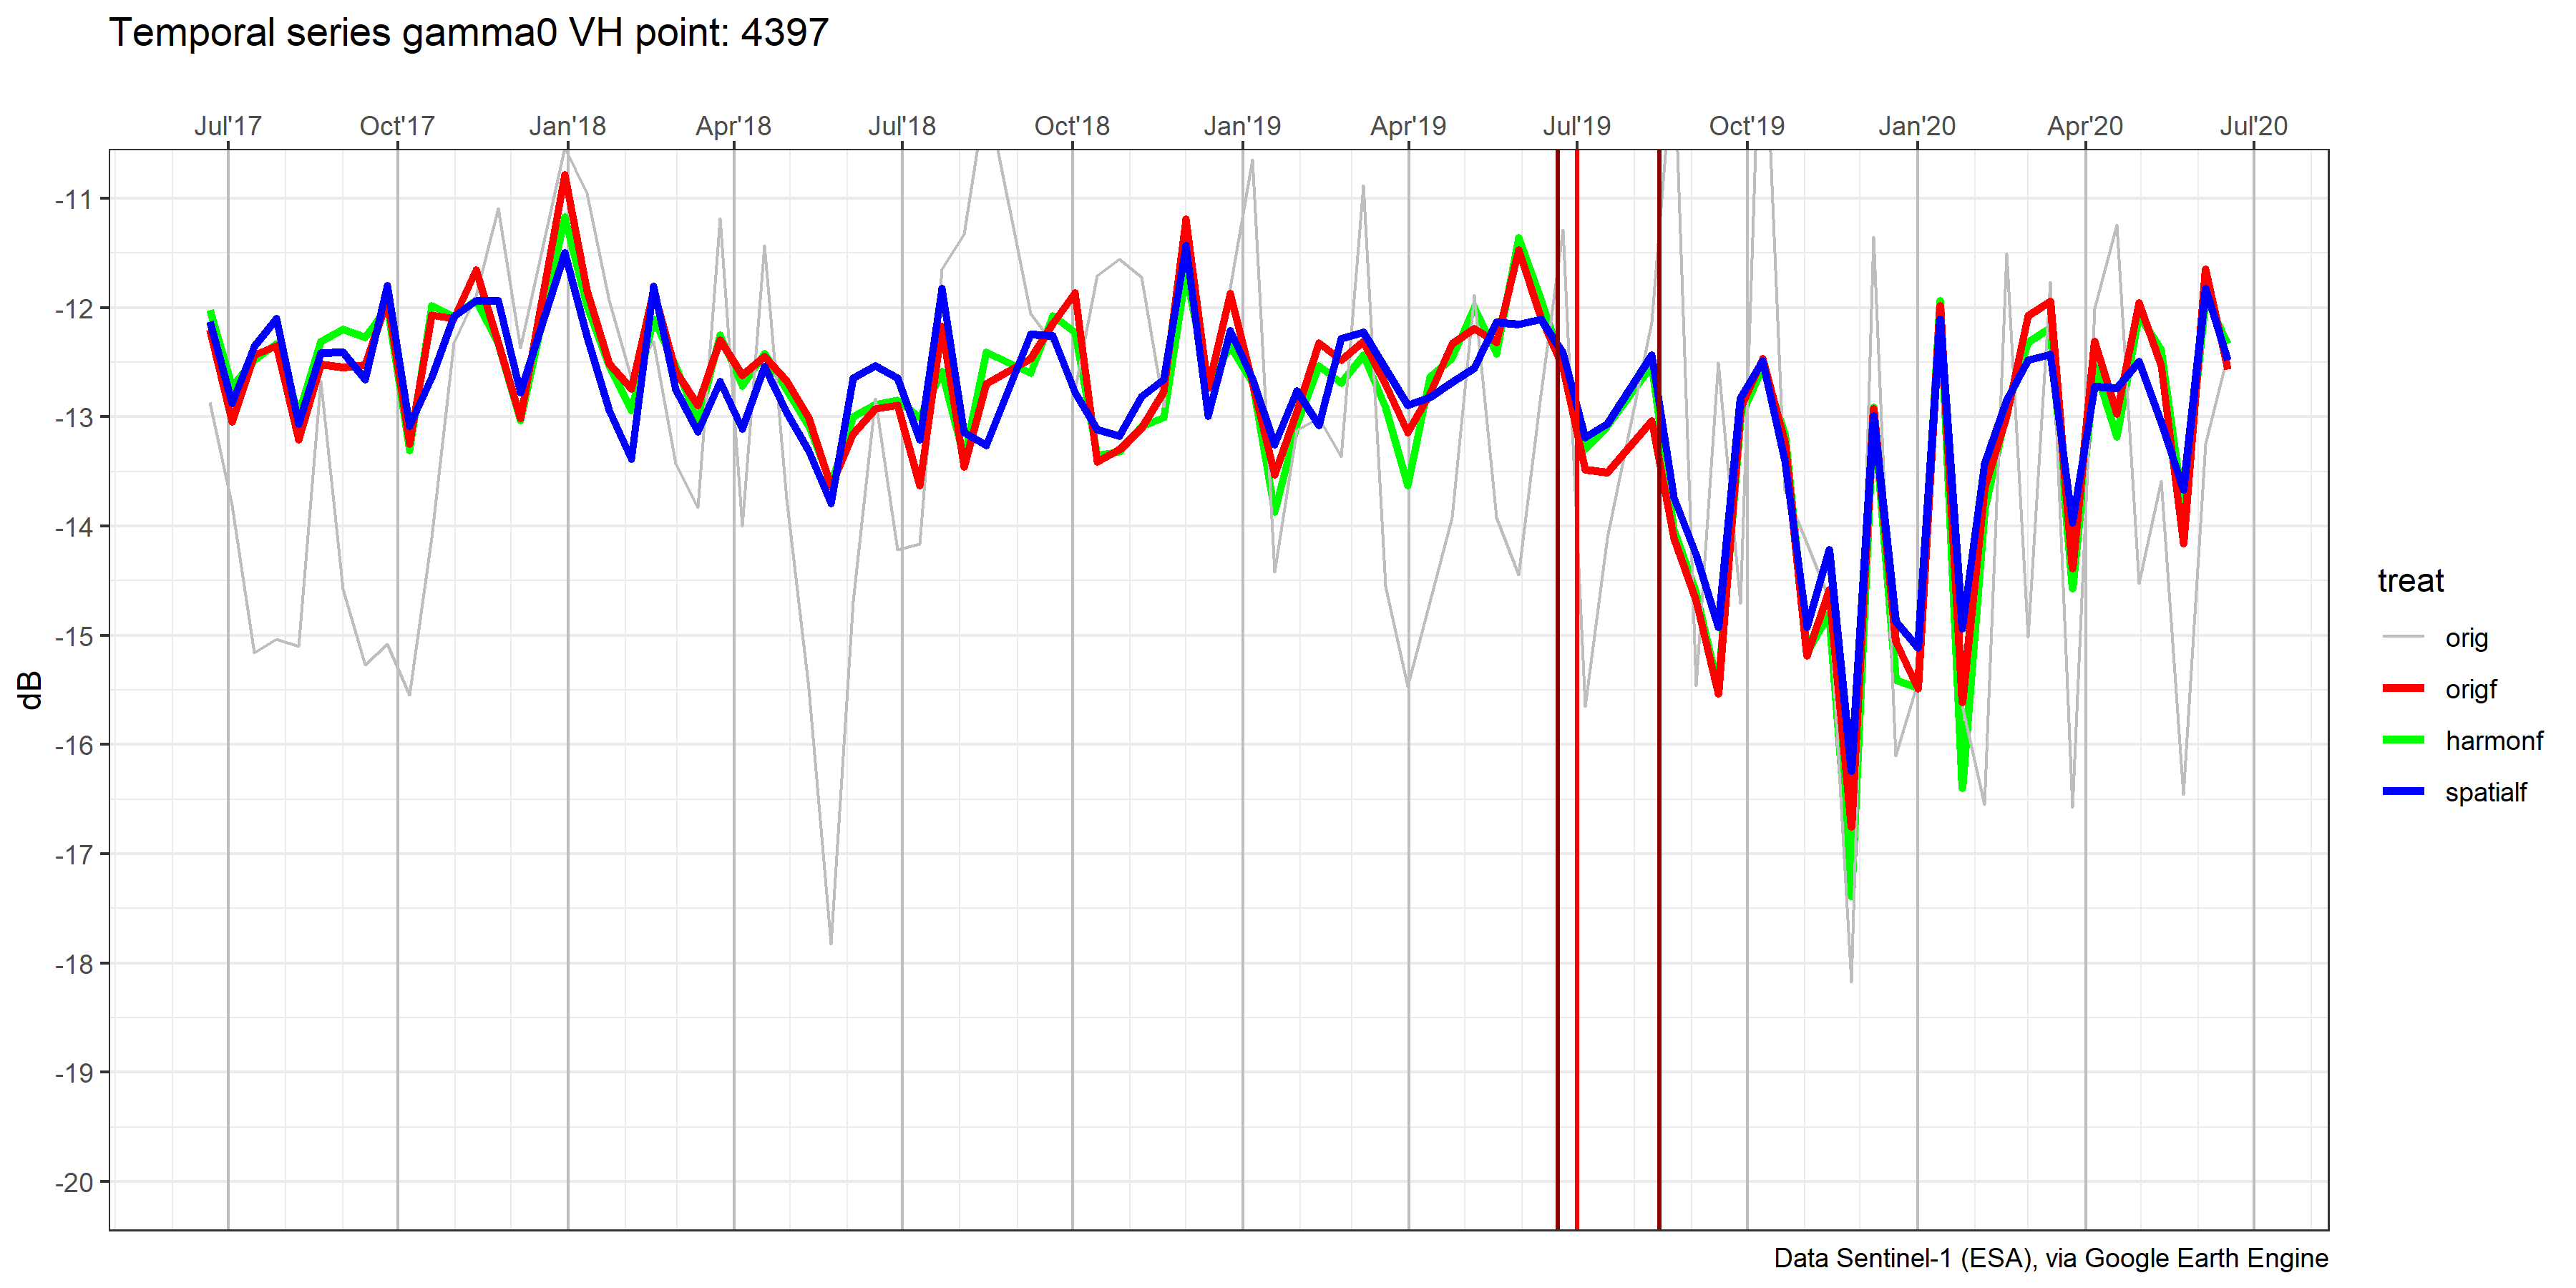 Temporal series gamma0 VH point: 4397
Jul'17 Oct'17 Jan'18 Apr'18 Jul'18 Oct'18 Jan'19 Apr'19 Jul'19 Oct'19 Jan'20 Apr'20 Jul'20
-11
-12
-13
-14
-15
-16
-17
-18
-19
-20
dB
treat
orig
origf
harmonf
spatialf
Data Sentinel-1 (ESA), via Google Earth Engine